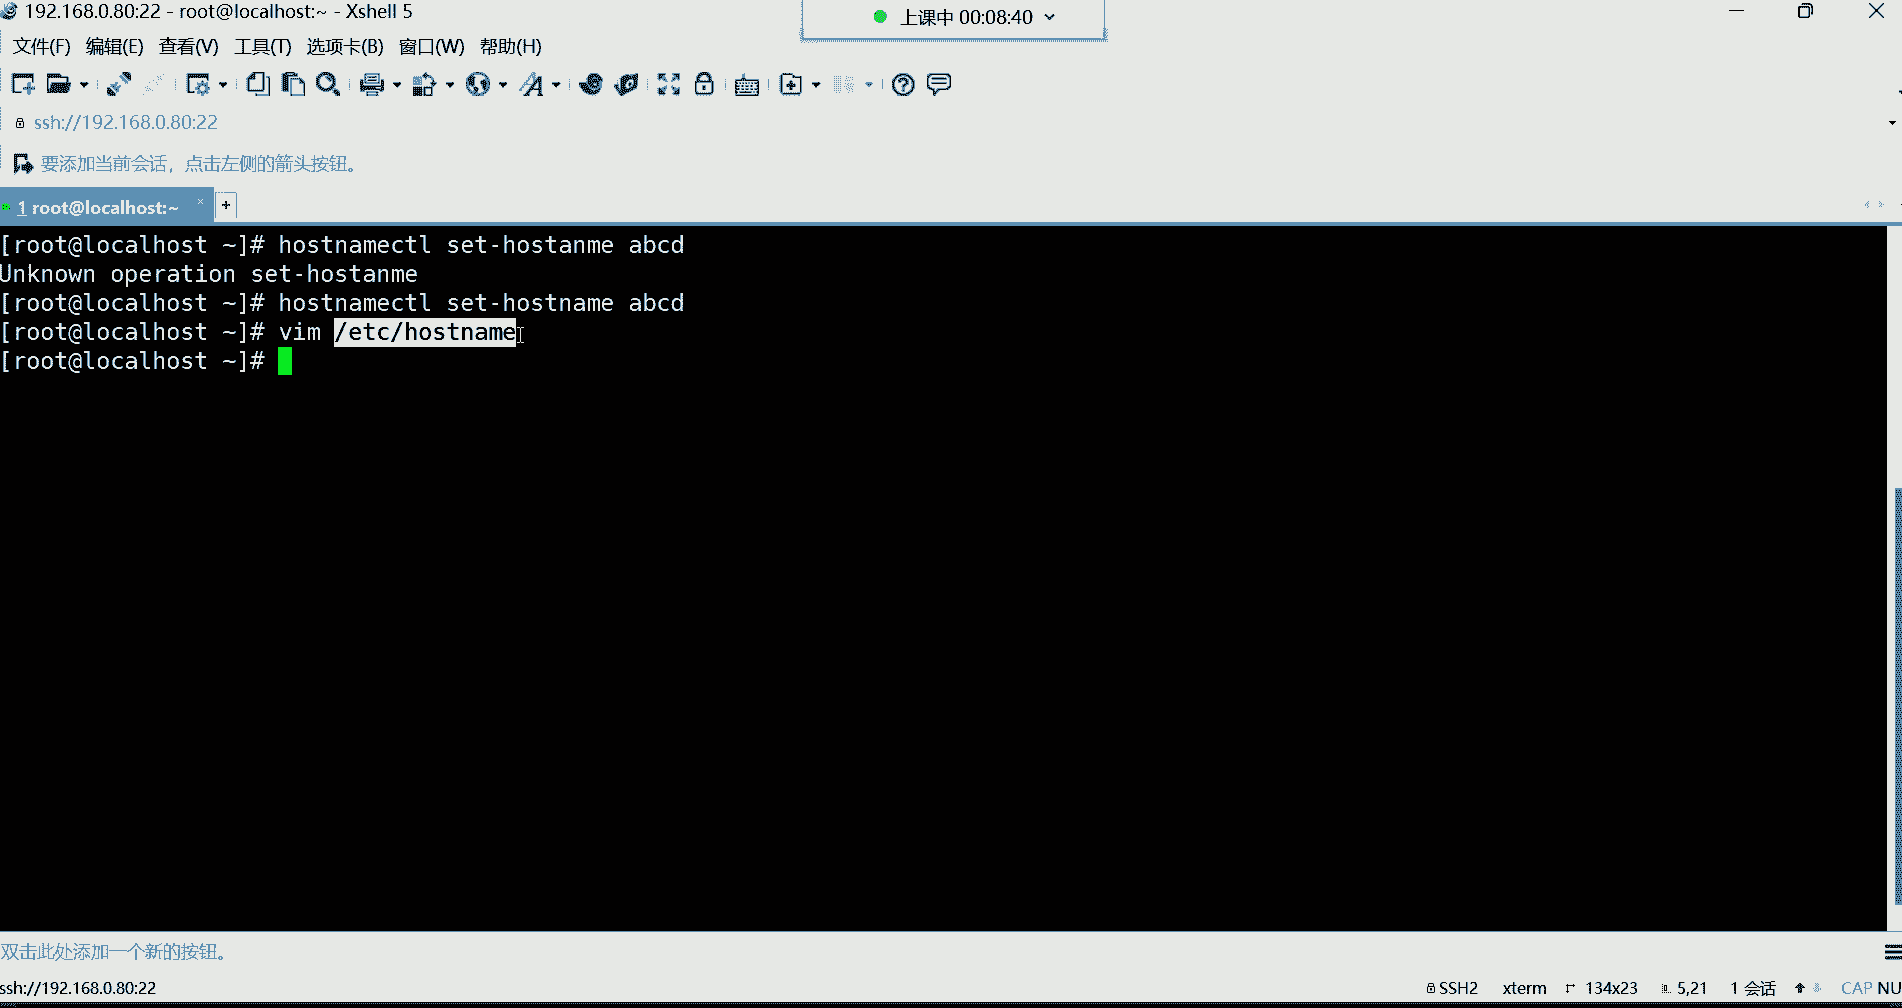 192.168.0.80:22 - root@localhost:~ - Xshell 5
上课中 00:08:40
文件(F) 编辑(E) 查看(V) 工具(T) 选项卡(B) 窗口(W) 帮助(H)
ssh://192.168.0.80:22
要添加当前会话，点击左侧的箭头按钮。
1 root@localhost:~ × +
[root@localhost ~]# hostnamectl set-hostanme abcd
Unknown operation set-hostanme
[root@localhost ~]# hostnamectl set-hostname abcd
[root@localhost ~]# vim /etc/hostname
[root@localhost ~]#
双击此处添加一个新的按钮。
ssh://192.168.0.80:22 SSH2 xterm 134x23 5,21 1 会话 CAP NU